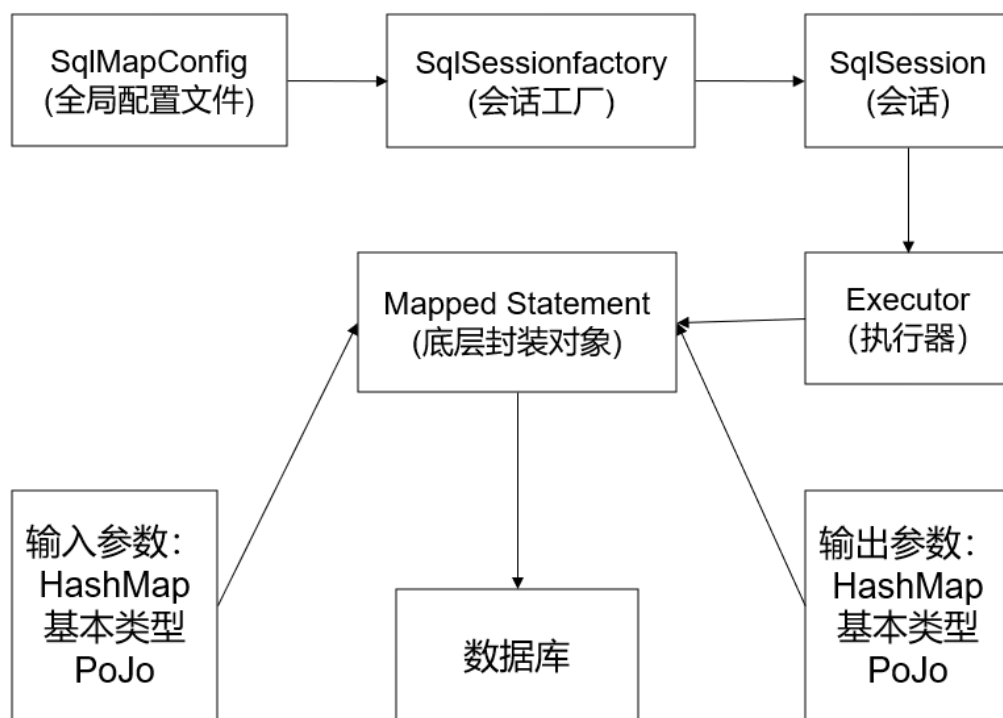 SqlMapConfig
(全局配置文件)
SqlSessionfactory
(会话工厂)
SqlSession
(会话)
Mapped Statement
(底层封装对象)
Executor
(执行器)
输入参数:
HashMap
基本类型
PoJo
数据库
输出参数:
HashMap
基本类型
PoJo